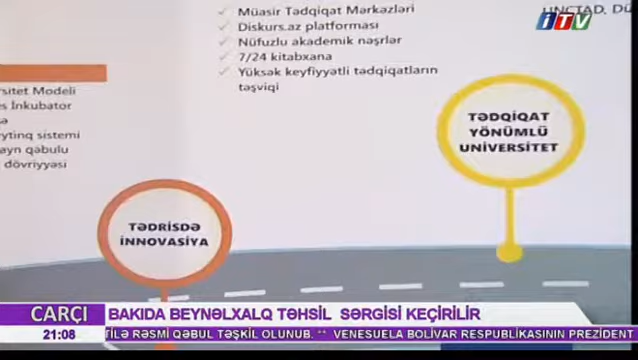 Müasir Tədqiqat Mərkəzləri
Diskurs.az platforması
Nüfuzlu akademik nəşrlər
7/24 kitabxana
Yüksək keyfiyyətli tədqiqatların
təşviqi
UNCTAD, DÜ
iTV
rsitet Modeli
s İnkubator
ə
eytinq sistemi
ayn qəbulu
dövriyyəsi
TƏDQİQAT
YÖNÜMLÜ
UNİVERSİTET
TƏDRİSDƏ
İNNOVASİYA
CARÇI
BAKIDA BEYNƏLXALQ TƏHSİL SƏRGİSİ KEÇİRİLİR
21:08
TİLƏ RƏSMİ QƏBUL TƏŞKİL OLUNUB. ** VENESUELA BOLİVAR RESPUBLİKASININ PREZİDENT